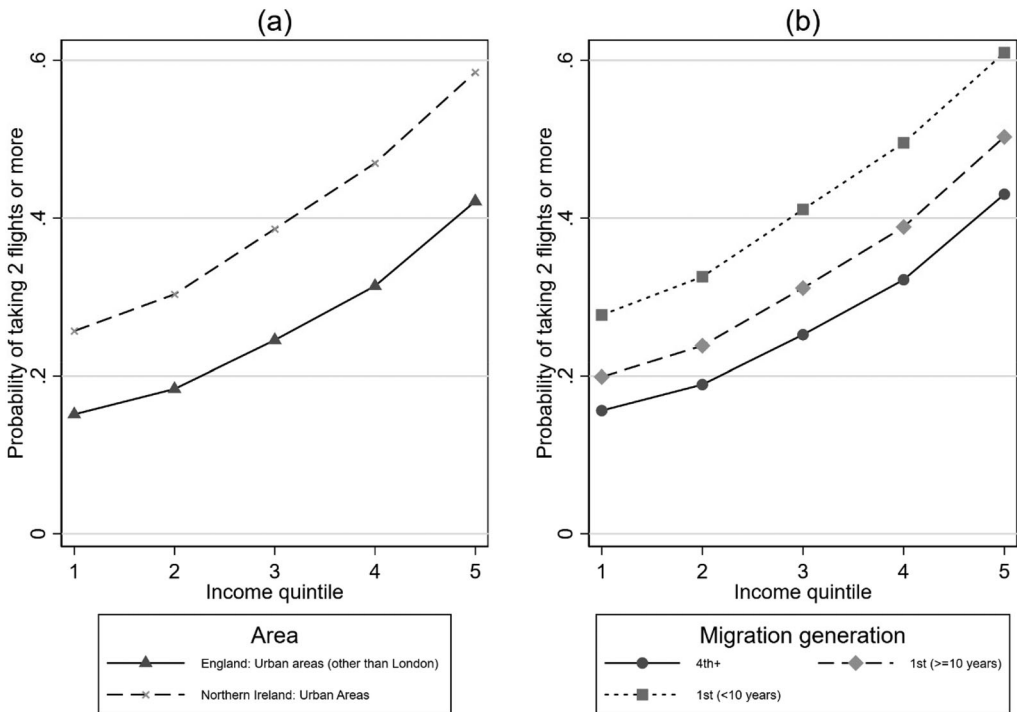 (a)
Probability of taking 2 flights or more
.6
.4
.2
0
1 2 3 4 5
Income quintile
Area
England: Urban areas (other than London)
Northern Ireland: Urban Areas
(b)
Probability of taking 2 flights or more
.6
.4
.2
0
1 2 3 4 5
Income quintile
Migration generation
4th+ 1st (>=10 years)
1st (<10 years)